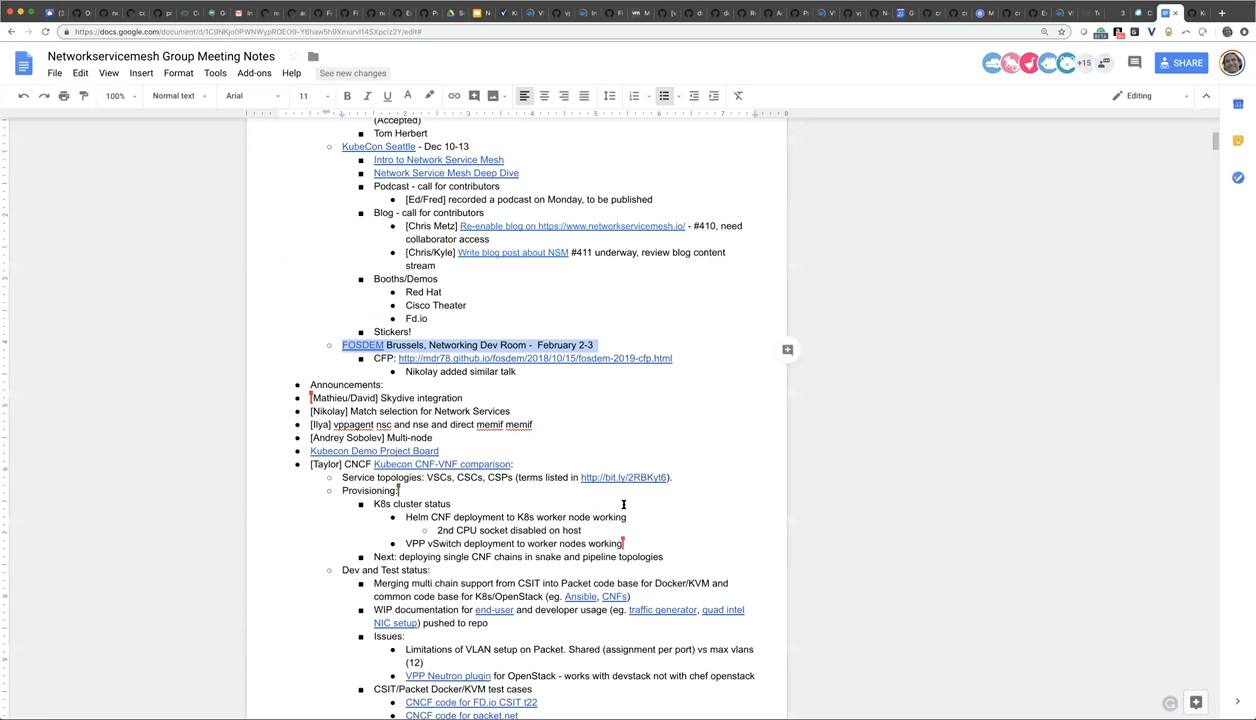 https://docs.google.com/document/d/1C9NKjo0PWNWypROEO9-Y6haw5h9Xmurvl14SXpciz2Y/edit#
Networkservicemesh Group Meeting Notes
File Edit View Insert Format Tools Add-ons Help See new changes
+15
SHARE
100% Normal text Arial 11
Editing
(Accepted)
Tom Herbert
KubeCon Seattle - Dec 10-13
Intro to Network Service Mesh
Network Service Mesh Deep Dive
Podcast - call for contributors
[Ed/Fred] recorded a podcast on Monday, to be published
Blog - call for contributors
[Chris Metz] Re-enable blog on https://www.networkservicemesh.io/ - #410, need
collaborator access
[Chris/Kyle] Write blog post about NSM #411 underway, review blog content
stream
Booths/Demos
Red Hat
Cisco Theater
Fd.io
Stickers!
FOSDEM Brussels, Networking Dev Room - February 2-3
CFP: http://mdr78.github.io/fosdem/2018/10/15/fosdem-2019-cfp.html
Nikolay added similar talk
Announcements:
[Mathieu/David] Skydive integration
[Nikolay] Match selection for Network Services
[Ilya] vppagent nsc and nse and direct memif memif
[Andrey Sobolev] Multi-node
Kubecon Demo Project Board
[Taylor] CNCF Kubecon CNF-VNF comparison:
Service topologies: VSCs, CSCs, CSPs (terms listed in http://bit.ly/2RBKyt6).
Provisioning:
K8s cluster status
Helm CNF deployment to K8s worker node working
2nd CPU socket disabled on host
VPP vSwitch deployment to worker nodes working
Next: deploying single CNF chains in snake and pipeline topologies
Dev and Test status:
Merging multi chain support from CSIT into Packet code base for Docker/KVM and
common code base for K8s/OpenStack (eg. Ansible, CNFs)
WIP documentation for end-user and developer usage (eg. traffic generator, quad intel
NIC setup) pushed to repo
Issues:
Limitations of VLAN setup on Packet. Shared (assignment per port) vs max vlans
(12)
VPP Neutron plugin for OpenStack - works with devstack not with chef openstack
CSIT/Packet Docker/KVM test cases
CNCF code for FD.io CSIT t22
CNCF code for packet.net